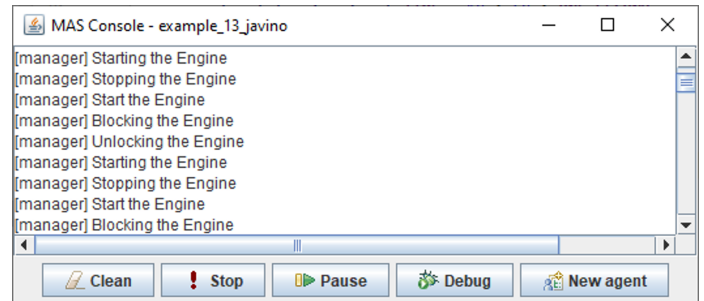 MAS Console - example_13_javino
[manager] Starting the Engine
[manager] Stopping the Engine
[manager] Start the Engine
[manager] Blocking the Engine
[manager] Unlocking the Engine
[manager] Starting the Engine
[manager] Stopping the Engine
[manager] Start the Engine
[manager] Blocking the Engine
Clean Stop Pause Debug New agent